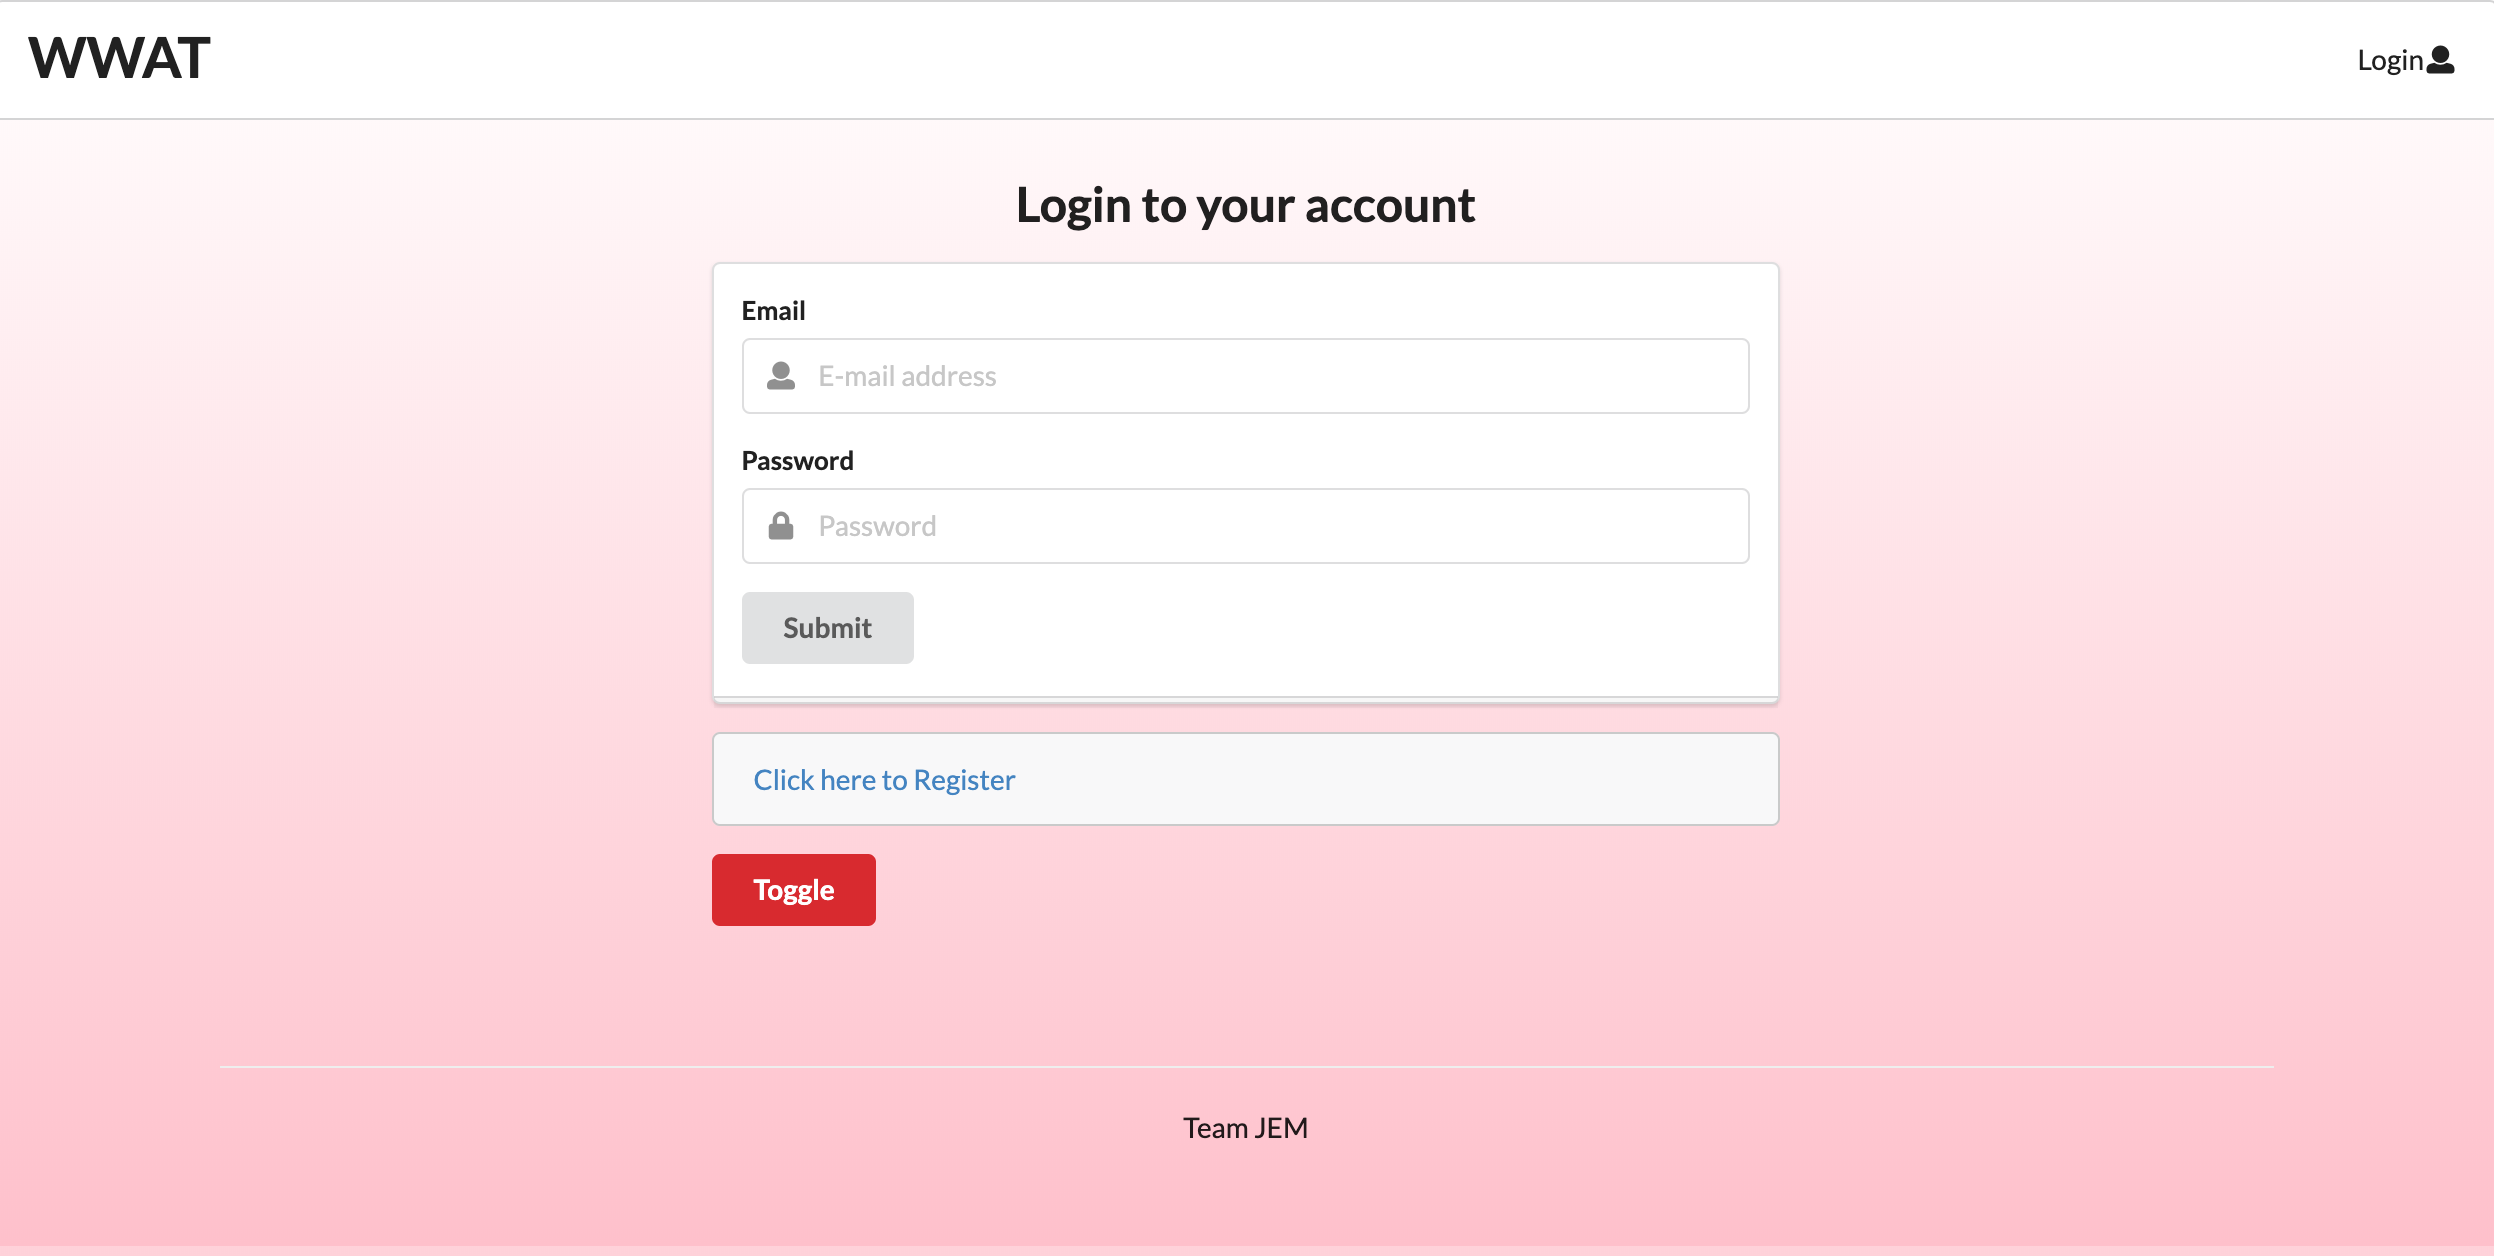 WWAT
Login
Login to your account
Email
E-mail address
Password
Password
Submit
Click here to Register
Toggle
Team JEM